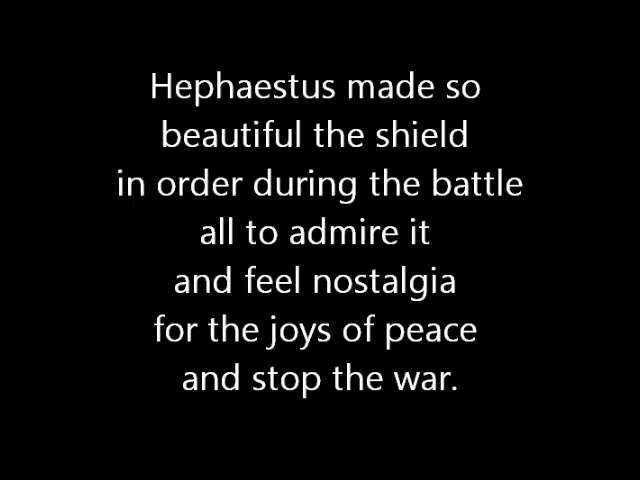 Hephaestus made so
beautiful the shield
in order during the battle
all to admire it
and feel nostalgia
for the joys of peace
and stop the war.